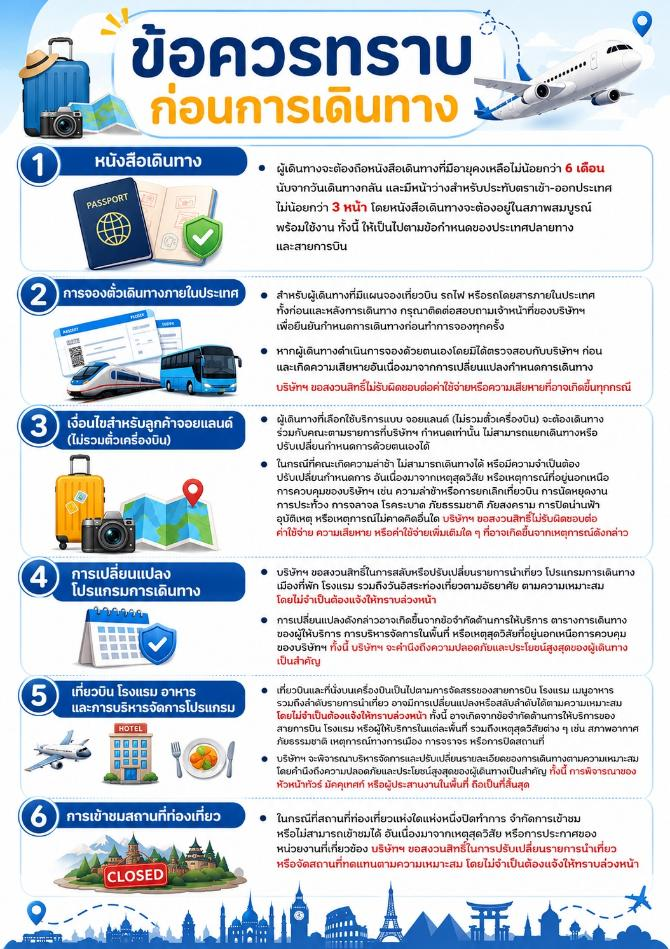 ข้อควรทราบ
ก่อนการเดินทาง
1 หนังสือเดินทาง
PASSPORT
• ผู้เดินทางจะต้องถือหนังสือเดินทางที่มีอายุคงเหลือไม่น้อยกว่า 6 เดือน
นับจากวันเดินทางกลับ และมีหน้าว่างสำหรับประทับตราเข้า-ออกประเทศ
ไม่น้อยกว่า 3 หน้า โดยหนังสือเดินทางจะต้องอยู่ในสภาพสมบูรณ์
พร้อมใช้งาน ทั้งนี้ ให้เป็นไปตามข้อกำหนดของประเทศปลายทาง
และสายการบิน
2 การจองตั๋วเดินทางภายในประเทศ
• สำหรับผู้เดินทางที่มีแผนจองเที่ยวบิน รถไฟ หรือรถโดยสารภายในประเทศ
ทั้งก่อนและหลังการเดินทาง กรุณาติดต่อสอบถามเจ้าหน้าที่ของบริษัทฯ
เพื่อยืนยันกำหนดการเดินทางก่อนทำการจองทุกครั้ง
• หากผู้เดินทางดำเนินการจองด้วยตนเองโดยมิได้ตรวจสอบกับบริษัทฯ ก่อน
และเกิดความเสียหายอันเนื่องมาจากการเปลี่ยนแปลงกำหนดการเดินทาง
บริษัทฯ ขอสงวนสิทธิ์ไม่รับผิดชอบต่อค่าใช้จ่ายหรือความเสียหายที่อาจเกิดขึ้นทุกกรณี
3 เงื่อนไขสำหรับลูกค้าจอยแลนด์
(ไม่รวมตั๋วเครื่องบิน)
• ผู้เดินทางที่เลือกใช้บริการแบบ จอยแลนด์ (ไม่รวมตั๋วเครื่องบิน) จะต้องเดินทาง
ร่วมกับคณะตามรายการที่บริษัทฯ กำหนดเท่านั้น ไม่สามารถแยกเดินทางหรือ
ปรับเปลี่ยนกำหนดการด้วยตนเองได้
• ในกรณีที่คณะเกิดความล่าช้า ไม่สามารถเดินทางได้ หรือมีความจำเป็นต้อง
ปรับเปลี่ยนกำหนดการ อันเนื่องมาจากเหตุสุดวิสัย หรือเหตุการณ์ที่อยู่นอกเหนือ
การควบคุมของบริษัทฯ เช่น ความล่าช้าหรือการยกเลิกเที่ยวบิน การนัดหยุดงาน
การประท้วง การจลาจล โรคระบาด ภัยธรรมชาติ ภัยสงคราม การปิดน่านฟ้า
อุบัติเหตุ หรือเหตุการณ์ไม่คาดคิดอื่นใด บริษัทฯ ขอสงวนสิทธิ์ไม่รับผิดชอบต่อ
ค่าใช้จ่าย ความเสียหาย หรือค่าใช้จ่ายเพิ่มเติมใด ๆ ที่อาจเกิดขึ้นจากเหตุการณ์ดังกล่าว
4 การเปลี่ยนแปลง
โปรแกรมการเดินทาง
• บริษัทฯ ขอสงวนสิทธิ์ในการสลับหรือปรับเปลี่ยนรายการนำเที่ยว โปรแกรมการเดินทาง
เมืองที่พัก โรงแรม รวมถึงวันอิสระท่องเที่ยวตามอัธยาศัย ตามความเหมาะสม
โดยไม่จำเป็นต้องแจ้งให้ทราบล่วงหน้า
• การเปลี่ยนแปลงดังกล่าวอาจเกิดขึ้นจากข้อจำกัดด้านการให้บริการ ตารางการเดินทาง
ของผู้ให้บริการ การบริหารจัดการในพื้นที่ หรือเหตุสุดวิสัยที่อยู่นอกเหนือการควบคุม
ของบริษัทฯ ทั้งนี้ บริษัทฯ จะคำนึงถึงความปลอดภัยและประโยชน์สูงสุดของผู้เดินทาง
เป็นสำคัญ
5 เที่ยวบิน โรงแรม อาหาร
และการบริหารจัดการโปรแกรม
HOTEL
• เที่ยวบินและที่นั่งบนเครื่องบินเป็นไปตามการจัดสรรของสายการบิน โรงแรม เมนูอาหาร
รวมถึงลำดับรายการนำเที่ยว อาจมีการเปลี่ยนแปลงหรือสลับลำดับได้ตามความเหมาะสม
โดยไม่จำเป็นต้องแจ้งให้ทราบล่วงหน้า ทั้งนี้ อาจเกิดจากข้อจำกัดด้านการให้บริการของ
สายการบิน โรงแรม หรือผู้ให้บริการในแต่ละพื้นที่ รวมถึงเหตุสุดวิสัยต่าง ๆ เช่น สภาพอากาศ
ภัยธรรมชาติ เหตุการณ์ทางการเมือง การจราจร หรือการปิดสถานที่
• บริษัทฯ จะพิจารณาบริหารจัดการและปรับเปลี่ยนรายละเอียดของการเดินทางตามความเหมาะสม
โดยคำนึงถึงความปลอดภัยและประโยชน์สูงสุดของผู้เดินทางเป็นสำคัญ ทั้งนี้ การพิจารณาของ
หัวหน้าทัวร์ มัคคุเทศก์ หรือผู้ประสานงานในพื้นที่ ถือเป็นที่สิ้นสุด
6 การเข้าชมสถานที่ท่องเที่ยว
CLOSED
• ในกรณีที่สถานที่ท่องเที่ยวแห่งใดแห่งหนึ่งปิดทำการ จำกัดการเข้าชม
หรือไม่สามารถเข้าชมได้ อันเนื่องมาจากเหตุสุดวิสัย หรือการประกาศของ
หน่วยงานที่เกี่ยวข้อง บริษัทฯ ขอสงวนสิทธิ์ในการปรับเปลี่ยนรายการนำเที่ยว
หรือจัดสถานที่ทดแทนตามความเหมาะสม โดยไม่จำเป็นต้องแจ้งให้ทราบล่วงหน้า